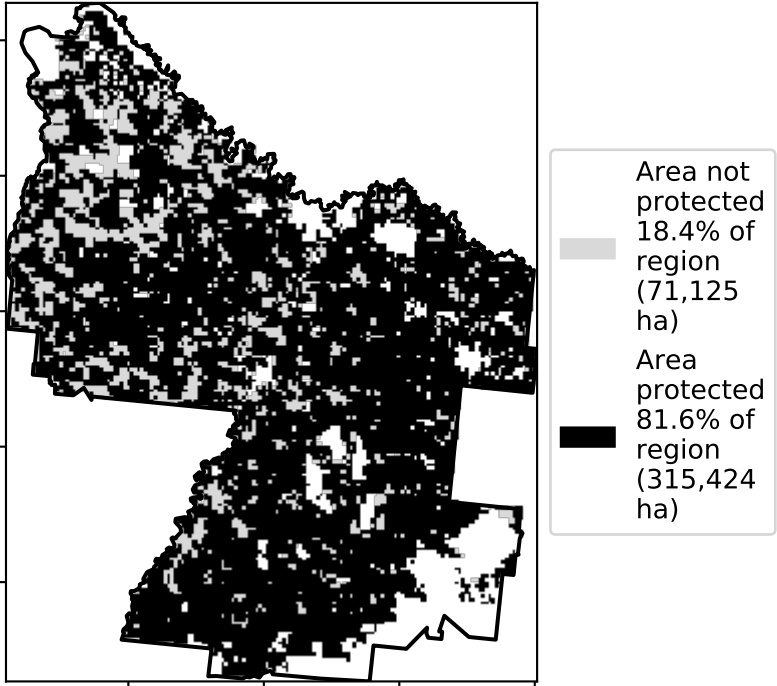 Area not
protected
18.4% of
region
(71,125
ha)
Area
protected
81.6% of
region
(315,424
ha)